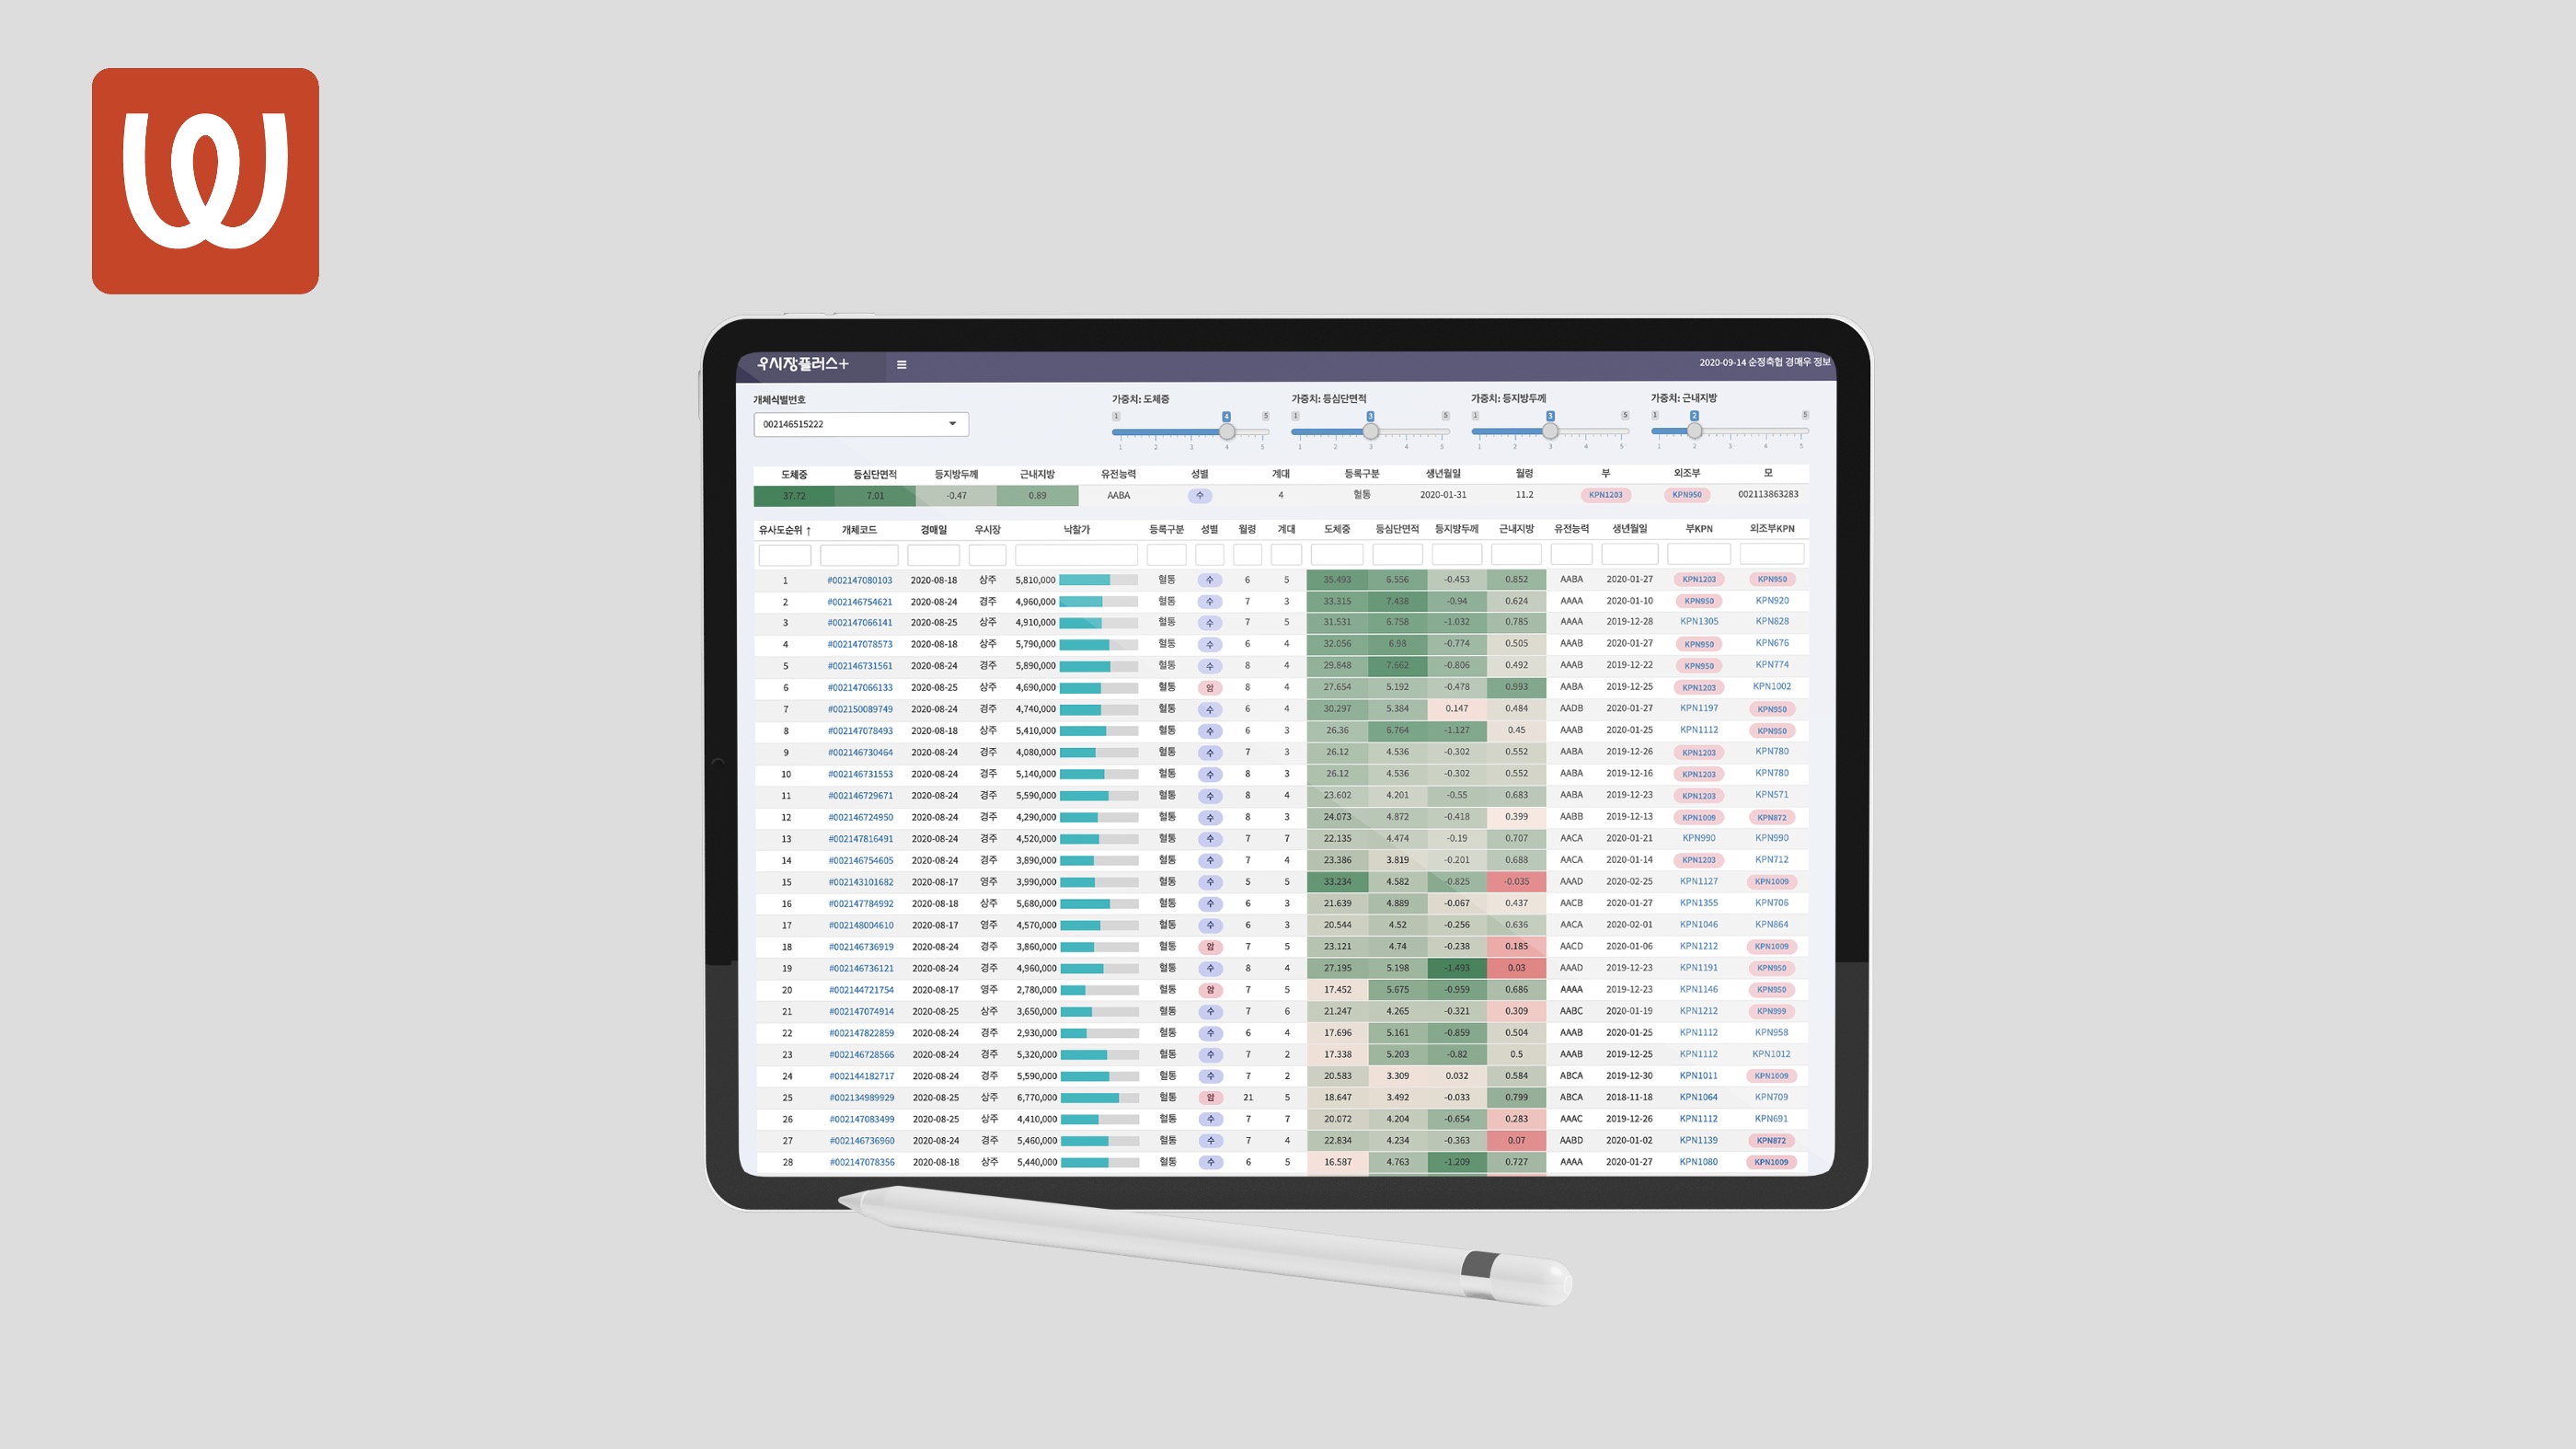 우시장플러스+ ☰ 2020-09-14 순정축협 경매우 정보
개체식별번호 가중치: 도체중 가중치: 등심단면적 가중치: 등지방두께 가중치: 근내지방
1 4 5 1 3 5 1 3 5 1 2 5
002146515222
1 2 3 4 5 1 2 3 4 5 1 2 3 4 5 1 2 3 4 5
도체중 등심단면적 등지방두께 근내지방 유전능력 성별 계대 등록구분 생년월일 월령 부 외조부 모
37.72 7.01 -0.47 0.89 AABA 수 4 혈통 2020-01-31 11.2 KPN1203 KPN950 002113863283
유사도순위 ↑ 개체코드 경매일 우시장 낙찰가 등록구분 성별 월령 계대 도체중 등심단면적 등지방두께 근내지방 유전능력 생년월일 부KPN 외조부KPN
1 #002147080103 2020-08-18 상주 5,810,000 혈통 수 6 5 35.493 6.556 -0.453 0.852 AABA 2020-01-27 KPN1203 KPN950
2 #002146754621 2020-08-24 경주 4,960,000 혈통 수 7 3 33.315 7.438 -0.94 0.624 AAAA 2020-01-10 KPN950 KPN920
3 #002147066141 2020-08-25 상주 4,910,000 혈통 수 7 5 31.531 6.758 -1.032 0.785 AAAA 2019-12-28 KPN1305 KPN828
4 #002147078573 2020-08-18 상주 5,790,000 혈통 수 6 4 32.056 6.98 -0.774 0.505 AAAB 2020-01-27 KPN950 KPN676
5 #002146731561 2020-08-24 경주 5,890,000 혈통 수 8 4 29.848 7.662 -0.806 0.492 AAAB 2019-12-22 KPN950 KPN774
6 #002147066133 2020-08-25 상주 4,690,000 혈통 암 8 4 27.654 5.192 -0.478 0.993 AABA 2019-12-25 KPN1203 KPN1002
7 #002150089749 2020-08-24 경주 4,740,000 혈통 수 6 4 30.297 5.384 0.147 0.484 AADB 2020-01-27 KPN1197 KPN950
8 #002147078493 2020-08-18 상주 5,410,000 혈통 수 6 3 26.36 6.764 -1.127 0.45 AAAB 2020-01-25 KPN1112 KPN950
9 #002146730464 2020-08-24 경주 4,080,000 혈통 수 7 3 26.12 4.536 -0.302 0.552 AABA 2019-12-26 KPN1203 KPN780
10 #002146731553 2020-08-24 경주 5,140,000 혈통 수 8 3 26.12 4.536 -0.302 0.552 AABA 2019-12-16 KPN1203 KPN780
11 #002146729671 2020-08-24 경주 5,590,000 혈통 수 8 4 23.602 4.201 -0.55 0.683 AABA 2019-12-23 KPN1203 KPN571
12 #002146724950 2020-08-24 경주 4,290,000 혈통 수 8 3 24.073 4.872 -0.418 0.399 AABB 2019-12-13 KPN1009 KPN872
13 #002147816491 2020-08-24 경주 4,520,000 혈통 수 7 7 22.135 4.474 -0.19 0.707 AACA 2020-01-21 KPN990 KPN990
14 #002146754605 2020-08-24 경주 3,890,000 혈통 수 7 4 23.386 3.819 -0.201 0.688 AACA 2020-01-14 KPN1203 KPN712
15 #002143101682 2020-08-17 영주 3,990,000 혈통 수 5 5 33.234 4.582 -0.825 -0.035 AAAD 2020-02-25 KPN1127 KPN1009
16 #002147784992 2020-08-18 상주 5,680,000 혈통 수 6 3 21.639 4.889 -0.067 0.437 AACB 2020-01-27 KPN1355 KPN706
17 #002148004610 2020-08-17 영주 4,570,000 혈통 수 6 3 20.544 4.52 -0.256 0.636 AACA 2020-02-01 KPN1046 KPN864
18 #002146736919 2020-08-24 경주 3,860,000 혈통 암 7 5 23.121 4.74 -0.238 0.185 AACD 2020-01-06 KPN1212 KPN1009
19 #002146736121 2020-08-24 경주 4,960,000 혈통 수 8 4 27.195 5.198 -1.493 0.03 AAAD 2019-12-23 KPN1191 KPN950
20 #002144721754 2020-08-17 영주 2,780,000 혈통 암 7 5 17.452 5.675 -0.959 0.686 AAAA 2019-12-23 KPN1146 KPN950
21 #002147074914 2020-08-25 상주 3,650,000 혈통 수 7 6 21.247 4.265 -0.321 0.309 AABC 2020-01-19 KPN1212 KPN999
22 #002147822859 2020-08-24 경주 2,930,000 혈통 수 6 4 17.696 5.161 -0.859 0.504 AAAB 2020-01-25 KPN1112 KPN958
23 #002146728566 2020-08-24 경주 5,320,000 혈통 수 7 2 17.338 5.203 -0.82 0.5 AAAB 2019-12-25 KPN1112 KPN1012
24 #002144182717 2020-08-24 경주 5,590,000 혈통 수 7 2 20.583 3.309 0.032 0.584 ABCA 2019-12-30 KPN1011 KPN1009
25 #002134989929 2020-08-25 상주 6,770,000 혈통 암 21 5 18.647 3.492 -0.033 0.799 ABCA 2018-11-18 KPN1064 KPN709
26 #002147083499 2020-08-25 상주 4,410,000 혈통 수 7 7 20.072 4.204 -0.654 0.283 AAAC 2019-12-26 KPN1112 KPN691
27 #002146736960 2020-08-24 경주 5,460,000 혈통 수 7 4 22.834 4.234 -0.363 0.07 AABD 2020-01-02 KPN1139 KPN872
28 #002147078356 2020-08-18 상주 5,440,000 혈통 수 6 5 16.587 4.763 -1.209 0.727 AAAA 2020-01-27 KPN1080 KPN1009